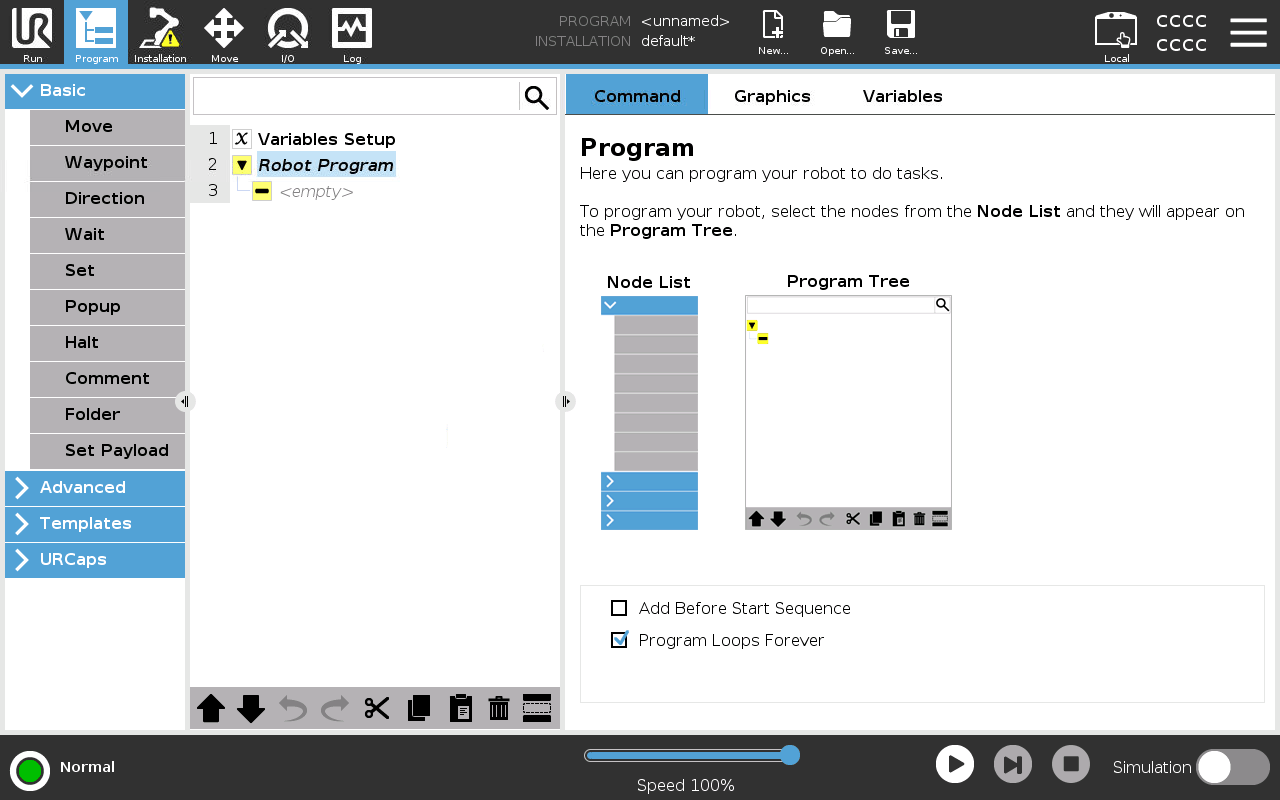 UR
Run
Program
Installation
Move
I/O
Log
PROGRAM <unnamed>
INSTALLATION default*
New...
Open...
Save...
Local
CCCC
CCCC
Basic
Move
Waypoint
Direction
Wait
Set
Popup
Halt
Comment
Folder
Set Payload
Advanced
Templates
URCaps
1 X Variables Setup
2 Robot Program
3 <empty>
Command Graphics Variables
Program
Here you can program your robot to do tasks.
To program your robot, select the nodes from the Node List and they will appear on
the Program Tree.
Node List
Program Tree
Add Before Start Sequence
Program Loops Forever
Normal
Speed 100%
Simulation